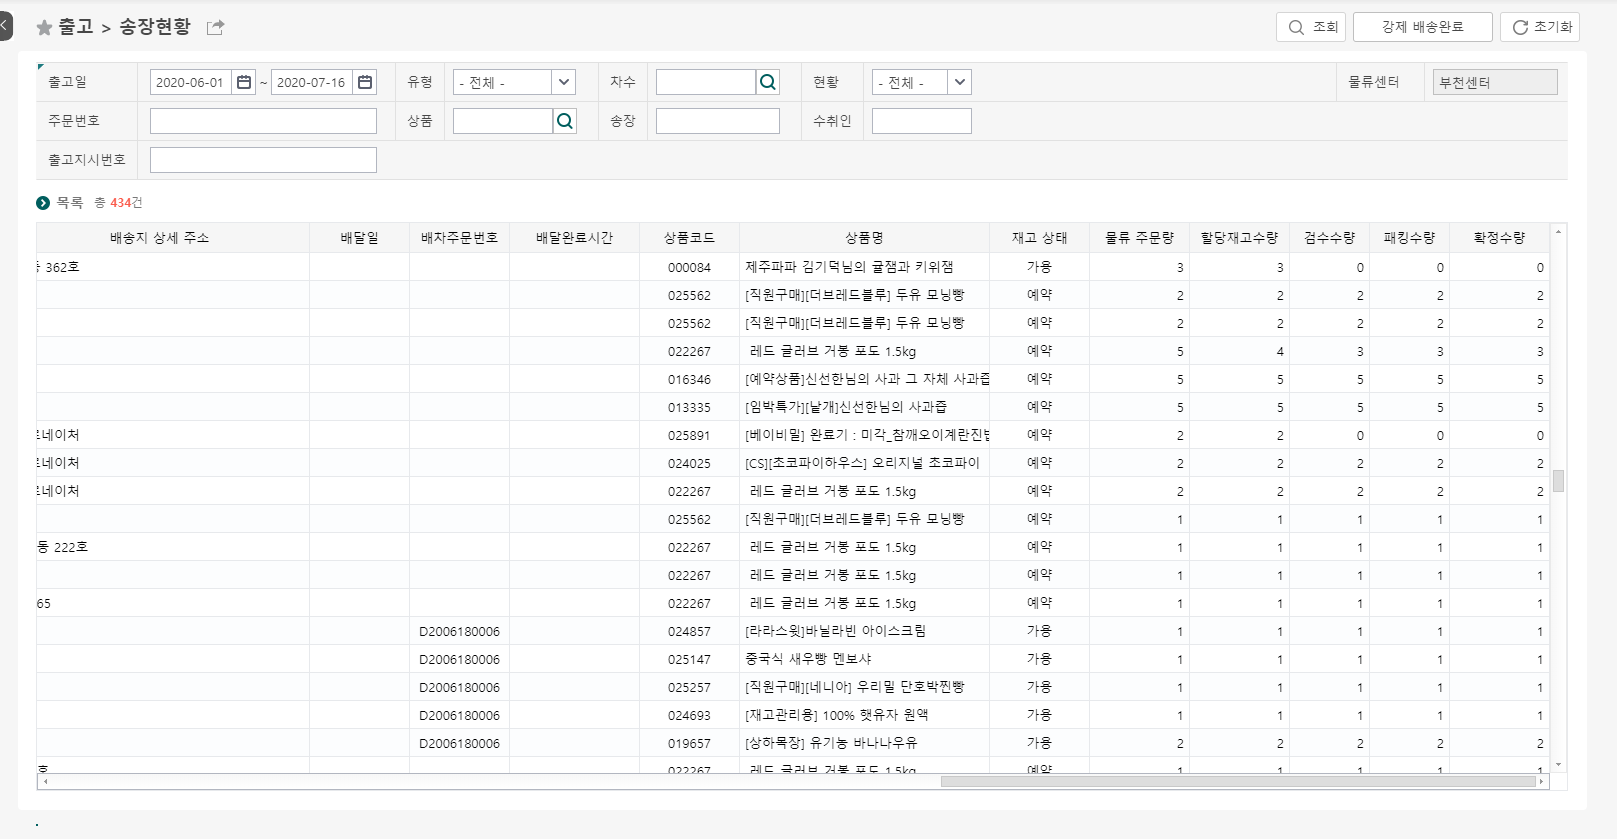 출고 > 송장현황
조회
강제 배송완료
초기화
출고일 2020-06-01 ~ 2020-07-16 유형 - 전체 - 차수 현황 - 전체 - 물류센터 부천센터
주문번호 상품 송장 수취인
출고지시번호
목록 총 434건
배송지 상세 주소 배달일 배차주문번호 배달완료시간 상품코드 상품명 재고 상태 물류 주문량 할당재고수량 검수수량 패킹수량 확정수량
362호 000084 제주파파 김기덕님의 귤잼과 키위잼 가용 3 3 0 0 0
025562 [직원구매][더브레드블루] 두유 모닝빵 예약 2 2 2 2 2
025562 [직원구매][더브레드블루] 두유 모닝빵 예약 2 2 2 2 2
022267 레드 글러브 거봉 포도 1.5kg 예약 5 4 3 3 3
016346 [예약상품]신선한님의 사과 그 자체 사과즙 예약 5 5 5 5 5
013335 [임박특가][낱개]신선한님의 사과즙 예약 5 5 5 5 5
네이처 025891 [베이비밀] 완료기 : 미각_참깨오이계란진밥 예약 2 2 0 0 0
네이처 024025 [CS][초코파이하우스] 오리지널 초코파이 예약 2 2 2 2 2
네이처 022267 레드 글러브 거봉 포도 1.5kg 예약 2 2 2 2 2
025562 [직원구매][더브레드블루] 두유 모닝빵 예약 1 1 1 1 1
동 222호 022267 레드 글러브 거봉 포도 1.5kg 예약 1 1 1 1 1
022267 레드 글러브 거봉 포도 1.5kg 예약 1 1 1 1 1
65 022267 레드 글러브 거봉 포도 1.5kg 예약 1 1 1 1 1
D2006180006 024857 [라라스윗]바닐라빈 아이스크림 가용 1 1 1 1 1
D2006180006 025147 중국식 새우빵 멘보샤 가용 1 1 1 1 1
D2006180006 025257 [직원구매][네니아] 우리밀 단호박찐빵 가용 1 1 1 1 1
D2006180006 024693 [재고관리용] 100% 햇유자 원액 가용 1 1 1 1 1
D2006180006 019657 [상하목장] 유기농 바나나우유 가용 2 2 2 2 2
호 022267 레드 글러브 거봉 포도 1.5kg 예약 1 1 1 1 1